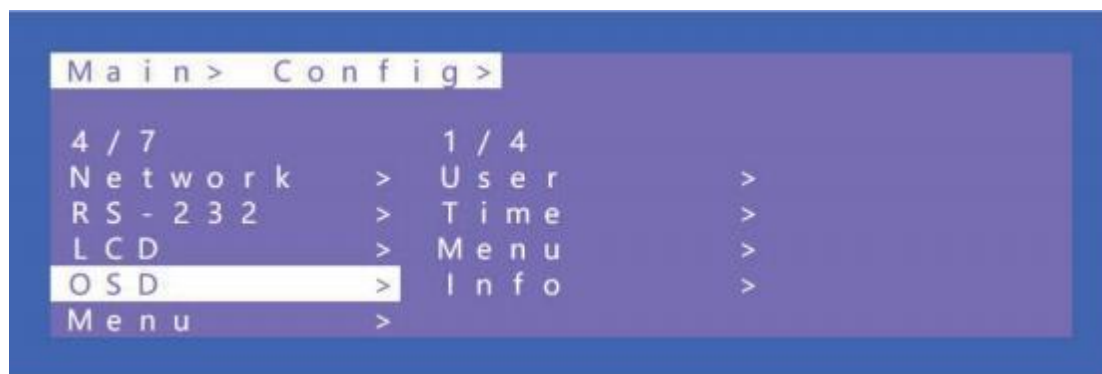 Main> Config>
4/7 1/4
Network > User >
RS-232 > Time >
LCD > Menu >
OSD > Info >
Menu >